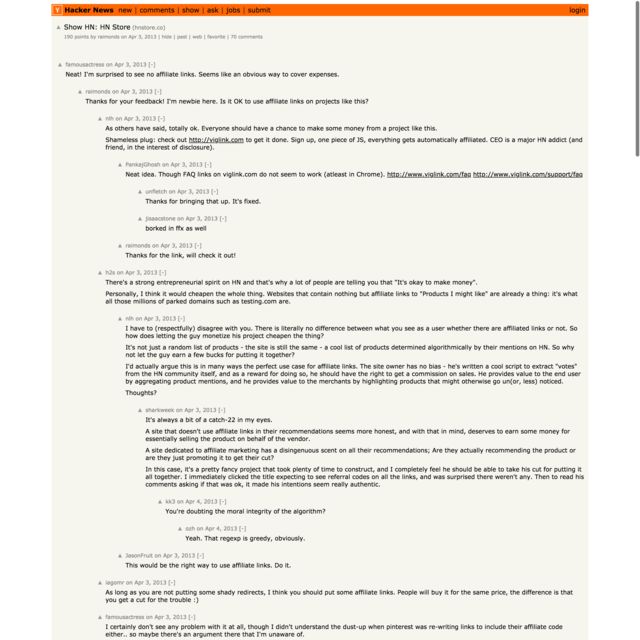 Y Hacker News new | comments | show | ask | jobs | submit login
▲ Show HN: HN Store (hnstore.co)
190 points by raimonds on Apr 3, 2013 | hide | past | web | favorite | 70 comments
▲ famousactress on Apr 3, 2013 [-]
Neat! I'm surprised to see no affiliate links. Seems like an obvious way to cover expenses.
▲ raimonds on Apr 3, 2013 [-]
Thanks for your feedback! I'm newbie here. Is it OK to use affiliate links on projects like this?
▲ nlh on Apr 3, 2013 [-]
As others have said, totally ok. Everyone should have a chance to make some money from a project like this.
Shameless plug: check out http://viglink.com to get it done. Sign up, one piece of JS, everything gets automatically affiliated. CEO is a major HN addict (and
friend, in the interest of disclosure).
▲ PankajGhosh on Apr 3, 2013 [-]
Neat idea. Though FAQ links on viglink.com do not seem to work (atleast in Chrome). http://www.viglink.com/faq http://www.viglink.com/support/faq
▲ unfletch on Apr 3, 2013 [-]
Thanks for bringing that up. It's fixed.
▲ jisaacstone on Apr 3, 2013 [-]
borked in ffx as well
▲ raimonds on Apr 3, 2013 [-]
Thanks for the link, will check it out!
▲ h2s on Apr 3, 2013 [-]
There's a strong entrepreneurial spirit on HN and that's why a lot of people are telling you that "It's okay to make money".
Personally, I think it would cheapen the whole thing. Websites that contain nothing but affiliate links to "Products I might like" are already a thing: it's what
all those millions of parked domains such as testing.com are.
▲ nlh on Apr 3, 2013 [-]
I have to (respectfully) disagree with you. There is literally no difference between what you see as a user whether there are affiliated links or not. So
how does letting the guy monetize his project cheapen the thing?
It's not just a random list of products - the site is still the same - a cool list of products determined algorithmically by their mentions on HN. So why
not let the guy earn a few bucks for putting it together?
I'd actually argue this is in many ways the perfect use case for affiliate links. The site owner has no bias - he's written a cool script to extract "votes"
from the HN community itself, and as a reward for doing so, he should have the right to get a commission on sales. He provides value to the end user
by aggregating product mentions, and he provides value to the merchants by highlighting products that might otherwise go un(or, less) noticed.
Thoughts?
▲ sharkweek on Apr 3, 2013 [-]
It's always a bit of a catch-22 in my eyes.
A site that doesn't use affiliate links in their recommendations seems more honest, and with that in mind, deserves to earn some money for
essentially selling the product on behalf of the vendor.
A site dedicated to affiliate marketing has a disingenuous scent on all their recommendations; Are they actually recommending the product or
are they just promoting it to get their cut?
In this case, it's a pretty fancy project that took plenty of time to construct, and I completely feel he should be able to take his cut for putting it
all together. I immediately clicked the title expecting to see referral codes on all the links, and was surprised there weren't any. Then to read his
comments asking if that was ok, it made his intentions seem really authentic.
▲ kk3 on Apr 4, 2013 [-]
You're doubting the moral integrity of the algorithm?
▲ ozh on Apr 4, 2013 [-]
Yeah. That regexp is greedy, obviously.
▲ JasonFruit on Apr 3, 2013 [-]
This would be the right way to use affiliate links. Do it.
▲ iagomr on Apr 3, 2013 [-]
As long as you are not putting some shady redirects, I think you should put some affiliate links. People will buy it for the same price, the difference is that
you get a cut for the trouble :)
▲ famousactress on Apr 3, 2013 [-]
I certainly don't see any problem with it at all, though I didn't understand the dust-up when pinterest was re-writing links to include their affiliate code
either.. so maybe there's an argument there that I'm unaware of.